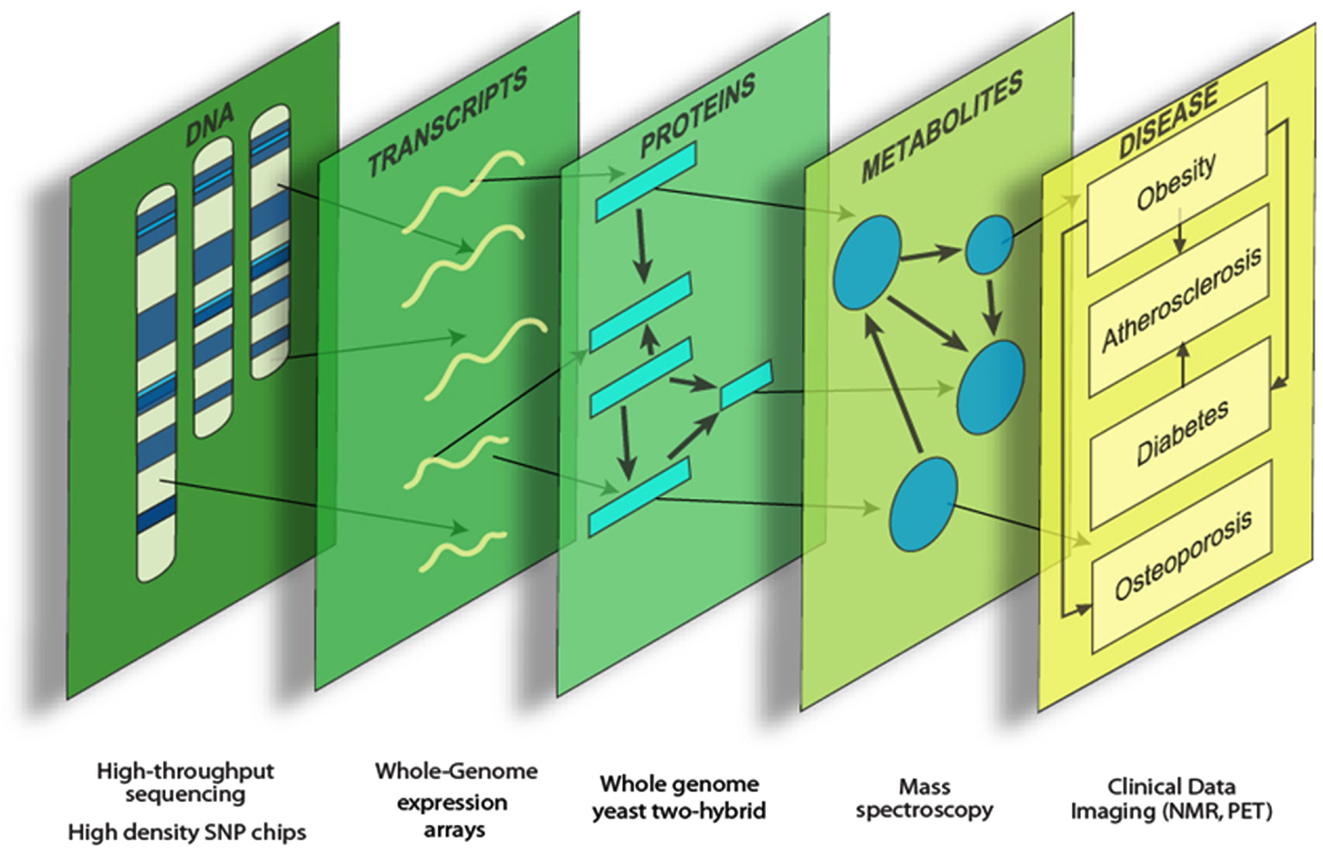 DNA
TRANSCRIPTS
PROTEINS
METABOLITES
DISEASE
Obesity
Atherosclerosis
Diabetes
Osteoporosis
High-throughput
sequencing
High density SNP chips
Whole-Genome
expression
arrays
Whole genome
yeast two-hybrid
Mass
spectroscopy
Clinical Data
Imaging (NMR, PET)